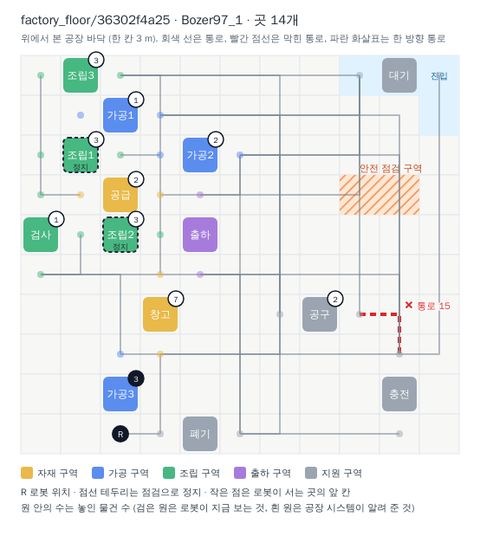 factory_floor/36302f4a25 · Bozer97_1 · 곳 14개
위에서 본 공장 바닥 (한 칸 3 m). 회색 선은 통로, 빨간 점선은 막힌 통로, 파란 화살표는 한 방향 통로
조립3 3
대기
진입
가공1 1
조립1 3
정지
가공2 2
안전 점검 구역
공급 2
검사 1
조립2 3
정지
출하
창고 7
공구 2
✕ 통로 15
가공3 3
충전
R
폐기
자재 구역 가공 구역 조립 구역 출하 구역 지원 구역
R 로봇 위치 · 점선 테두리는 점검으로 정지 · 작은 점은 로봇이 서는 곳의 앞 칸
원 안의 수는 놓인 물건 수 (검은 원은 로봇이 지금 보는 것, 흰 원은 공장 시스템이 알려 준 것)